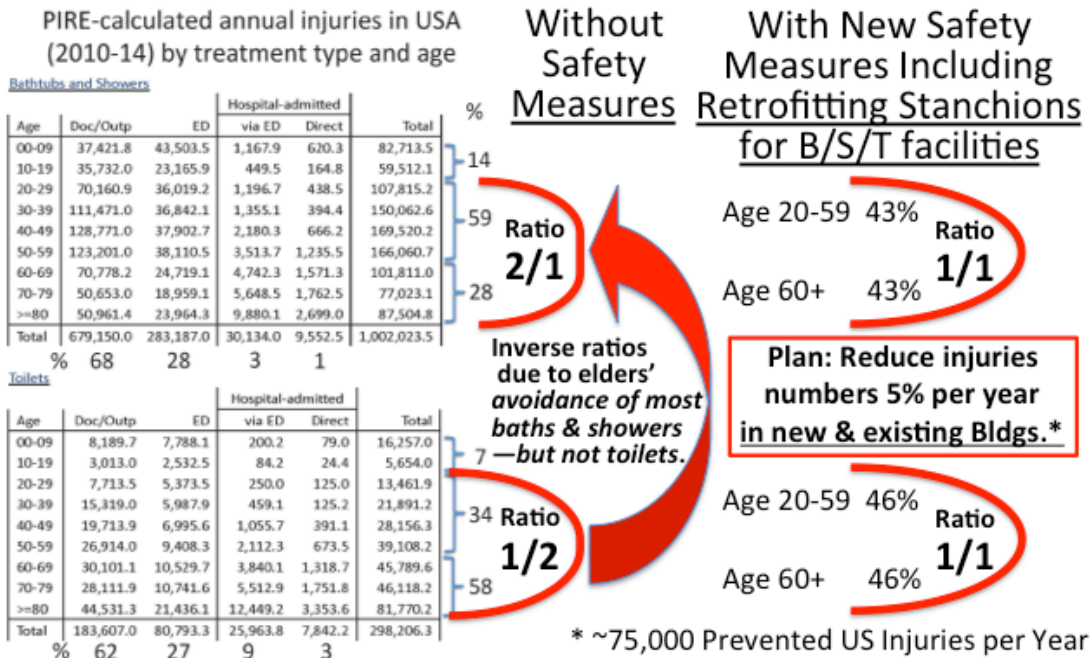 PIRE-calculated annual injuries in USA
(2010-14) by treatment type and age
Bathtubs and Showers
Hospital-admitted
%
Age Doc/Outp ED via ED Direct Total
00-09 37,421.8 43,503.5 1,167.9 620.3 82,713.5
10-19 35,732.0 23,165.9 449.5 164.8 59,512.1
14
20-29 70,160.9 36,019.2 1,196.7 438.5 107,815.2
30-39 111,471.0 36,842.1 1,355.1 394.4 150,062.6
59
40-49 128,771.0 37,902.7 2,180.3 666.2 169,520.2
50-59 123,201.0 38,110.5 3,513.7 1,235.5 166,060.7
60-69 70,778.2 24,719.1 4,742.3 1,571.3 101,811.0
70-79 50,653.0 18,959.1 5,648.5 1,762.5 77,023.1
28
>=80 50,961.4 23,964.3 9,880.1 2,699.0 87,504.8
Total 679,150.0 283,187.0 30,134.0 9,552.5 1,002,023.5
% 68 28 3 1
Toilets
Hospital-admitted
Age Doc/Outp ED via ED Direct Total
00-09 8,189.7 7,788.1 200.2 79.0 16,257.0
10-19 3,013.0 2,532.5 84.2 24.4 5,654.0
7
20-29 7,713.5 5,373.5 250.0 125.0 13,461.9
30-39 15,319.0 5,987.9 459.1 125.2 21,891.2
34
40-49 19,713.9 6,995.6 1,055.7 391.1 28,156.3
50-59 26,914.0 9,408.3 2,112.3 673.5 39,108.2
60-69 30,101.1 10,529.7 3,840.1 1,318.7 45,789.6
70-79 28,111.9 10,741.6 5,512.9 1,751.8 46,118.2
58
>=80 44,531.3 21,436.1 12,449.2 3,353.6 81,770.2
Total 183,607.0 80,793.3 25,963.8 7,842.2 298,206.3
% 62 27 9 3
Without
Safety
Measures
Ratio
2/1
Inverse ratios
due to elders'
avoidance of most
baths & showers
—but not toilets.
Ratio
1/2
With New Safety
Measures Including
Retrofitting Stanchions
for B/S/T facilities
Age 20-59 43%
Ratio
1/1
Age 60+ 43%
Plan: Reduce injuries
numbers 5% per year
in new & existing Bldgs.*
Age 20-59 46%
Ratio
1/1
Age 60+ 46%
* ~75,000 Prevented US Injuries per Year